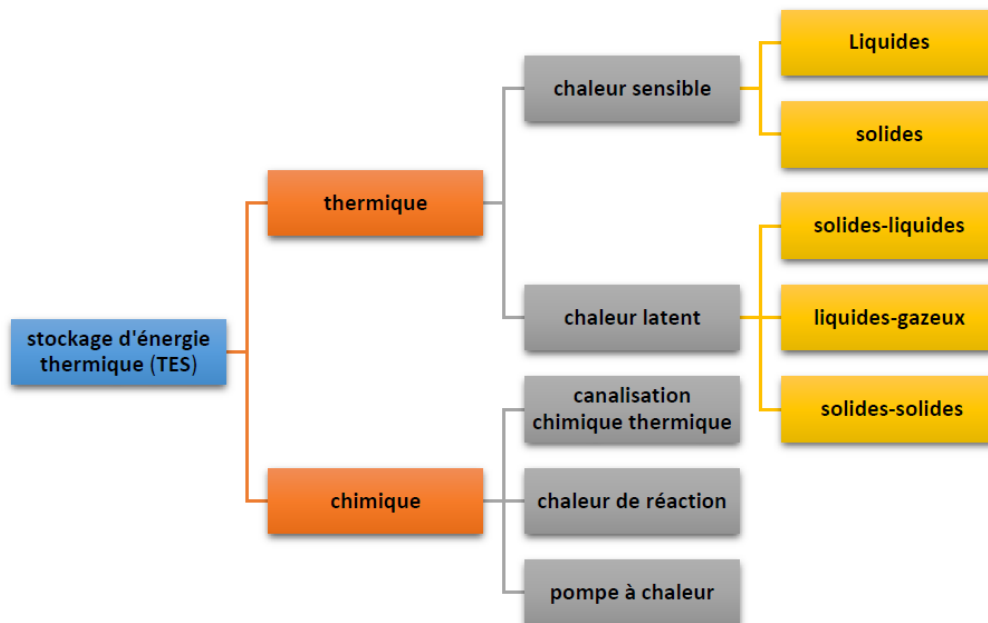 Liquides
chaleur sensible
solides
thermique
solides-liquides
chaleur latent
liquides-gazeux
stockage d'énergie
thermique (TES)
solides-solides
canalisation
chimique thermique
chimique
chaleur de réaction
pompe à chaleur